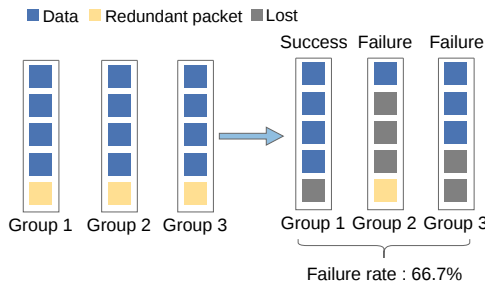 Data Redundant packet Lost
Success Failure Failure
Group 1 Group 2 Group 3 Group 1 Group 2 Group 3
Failure rate : 66.7%